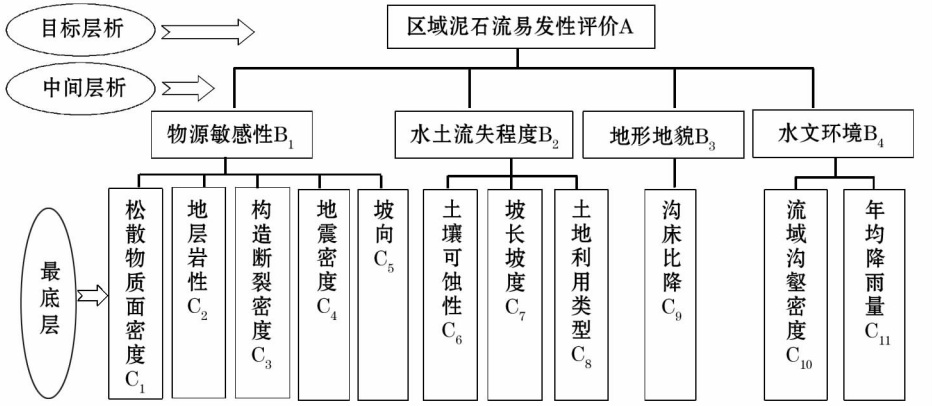 目标层析
区域泥石流易发性评价A
中间层析
物源敏感性B₁
水土流失程度B₂
地形地貌B₃
水文环境B₄
最底层
松散物质面密度C₁
地层岩性C₂
构造断裂密度C₃
地震密度C₄
坡向C₅
土壤可蚀性C₆
坡长坡度C₇
土地利用类型C₈
沟床比降C₉
流域沟壑密度C₁₀
年均降雨量C₁₁